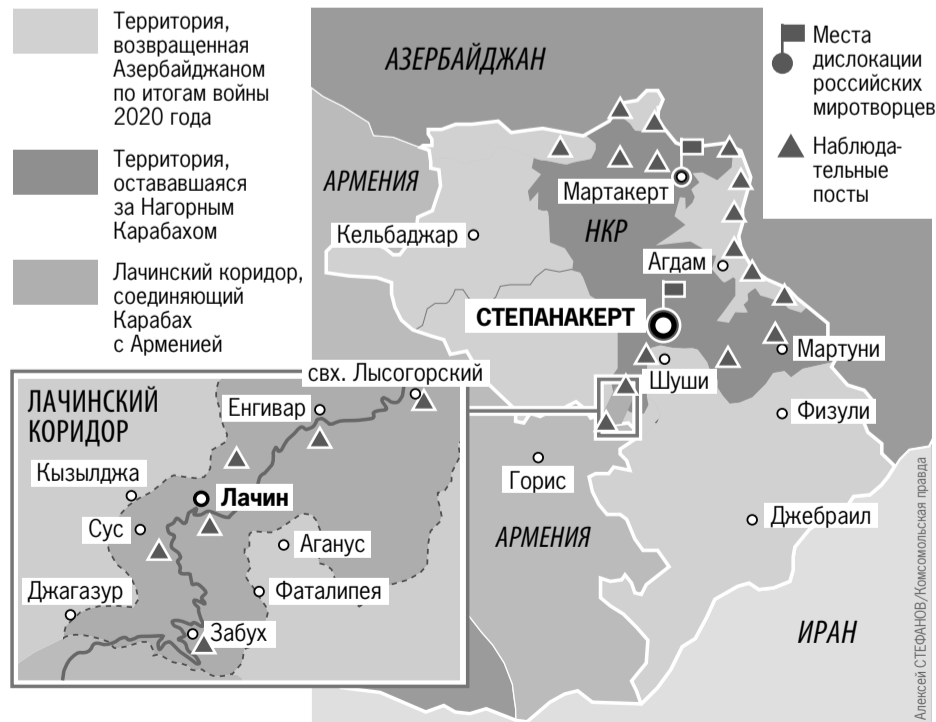 Территория,
возвращенная
Азербайджаном
по итогам войны
2020 года
Территория,
остававшаяся
за Нагорным
Карабахом
Лачинский коридор,
соединяющий
Карабах
с Арменией
Места
дислокации
российских
миротворцев
Наблюда-
тельные
посты
АЗЕРБАЙДЖАН
АРМЕНИЯ
Мартакерт
НКР
Кельбаджар
Агдам
СТЕПАНАКЕРТ
Мартуни
Шуши
Физули
Горис
Джебраил
АРМЕНИЯ
ИРАН
ЛАЧИНСКИЙ
КОРИДОР
свх. Лысогорский
Енгивар
Кызылджа
Лачин
Сус
Аганус
Джагазур
Фаталипея
Забух
Алексей СТЕФАНОВ/Комсомольская правда